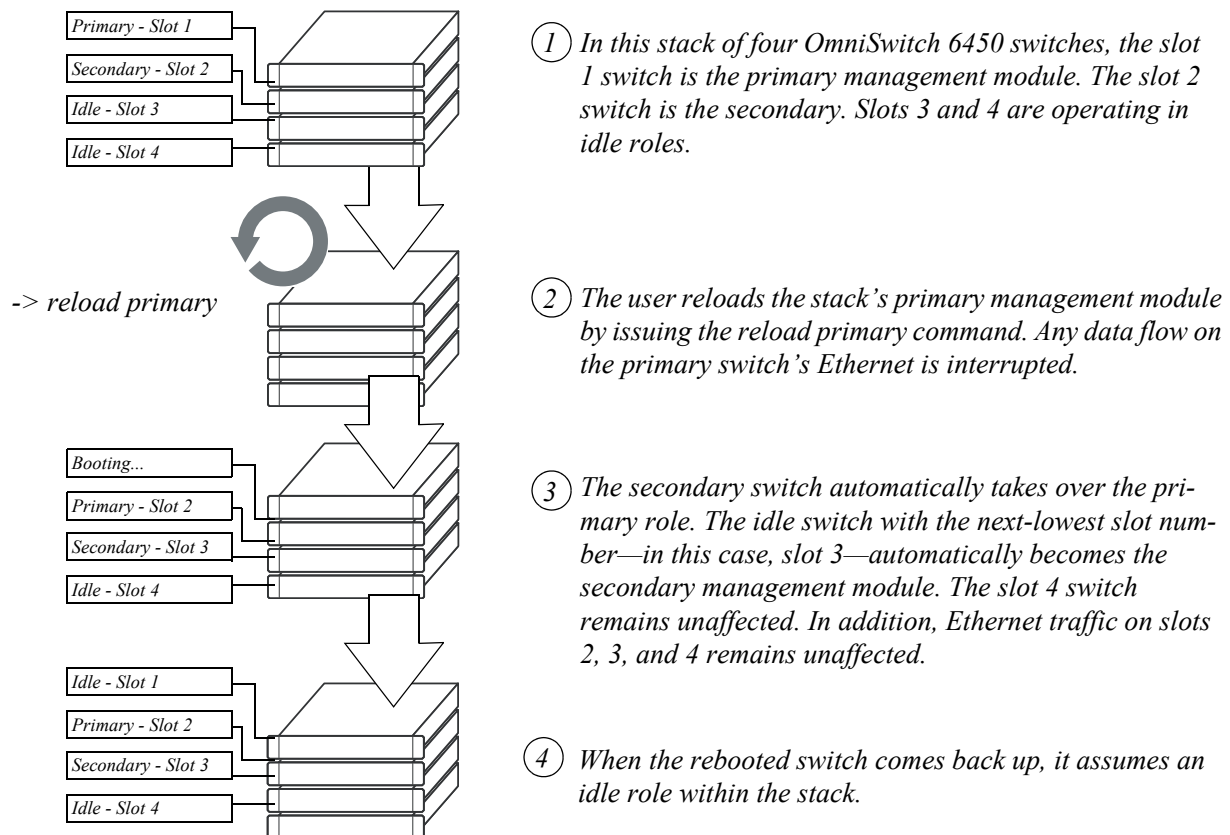 Primary - Slot 1
Secondary - Slot 2
Idle - Slot 3
Idle - Slot 4
1 In this stack of four OmniSwitch 6450 switches, the slot
1 switch is the primary management module. The slot 2
switch is the secondary. Slots 3 and 4 are operating in
idle roles.
-> reload primary
2 The user reloads the stack’s primary management module
by issuing the reload primary command. Any data flow on
the primary switch’s Ethernet is interrupted.
Booting...
Primary - Slot 2
Secondary - Slot 3
Idle - Slot 4
3 The secondary switch automatically takes over the pri-
mary role. The idle switch with the next-lowest slot num-
ber—in this case, slot 3—automatically becomes the
secondary management module. The slot 4 switch
remains unaffected. In addition, Ethernet traffic on slots
2, 3, and 4 remains unaffected.
Idle - Slot 1
Primary - Slot 2
Secondary - Slot 3
Idle - Slot 4
4 When the rebooted switch comes back up, it assumes an
idle role within the stack.